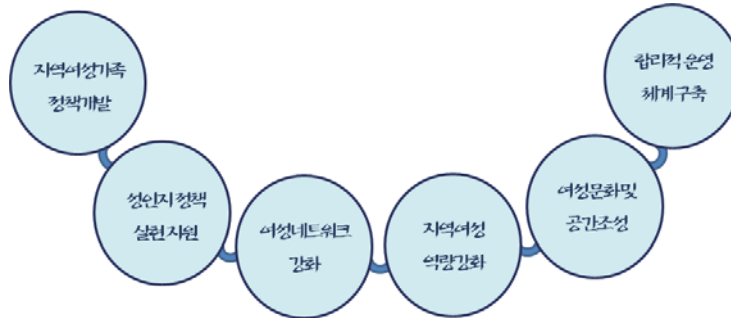 지역여성가족
정책개발
성인지 정책
실현 지원
여성네트워크
강화
지역여성
역량강화
여성문화 및
공간조성
합리적 운영
체계 구축